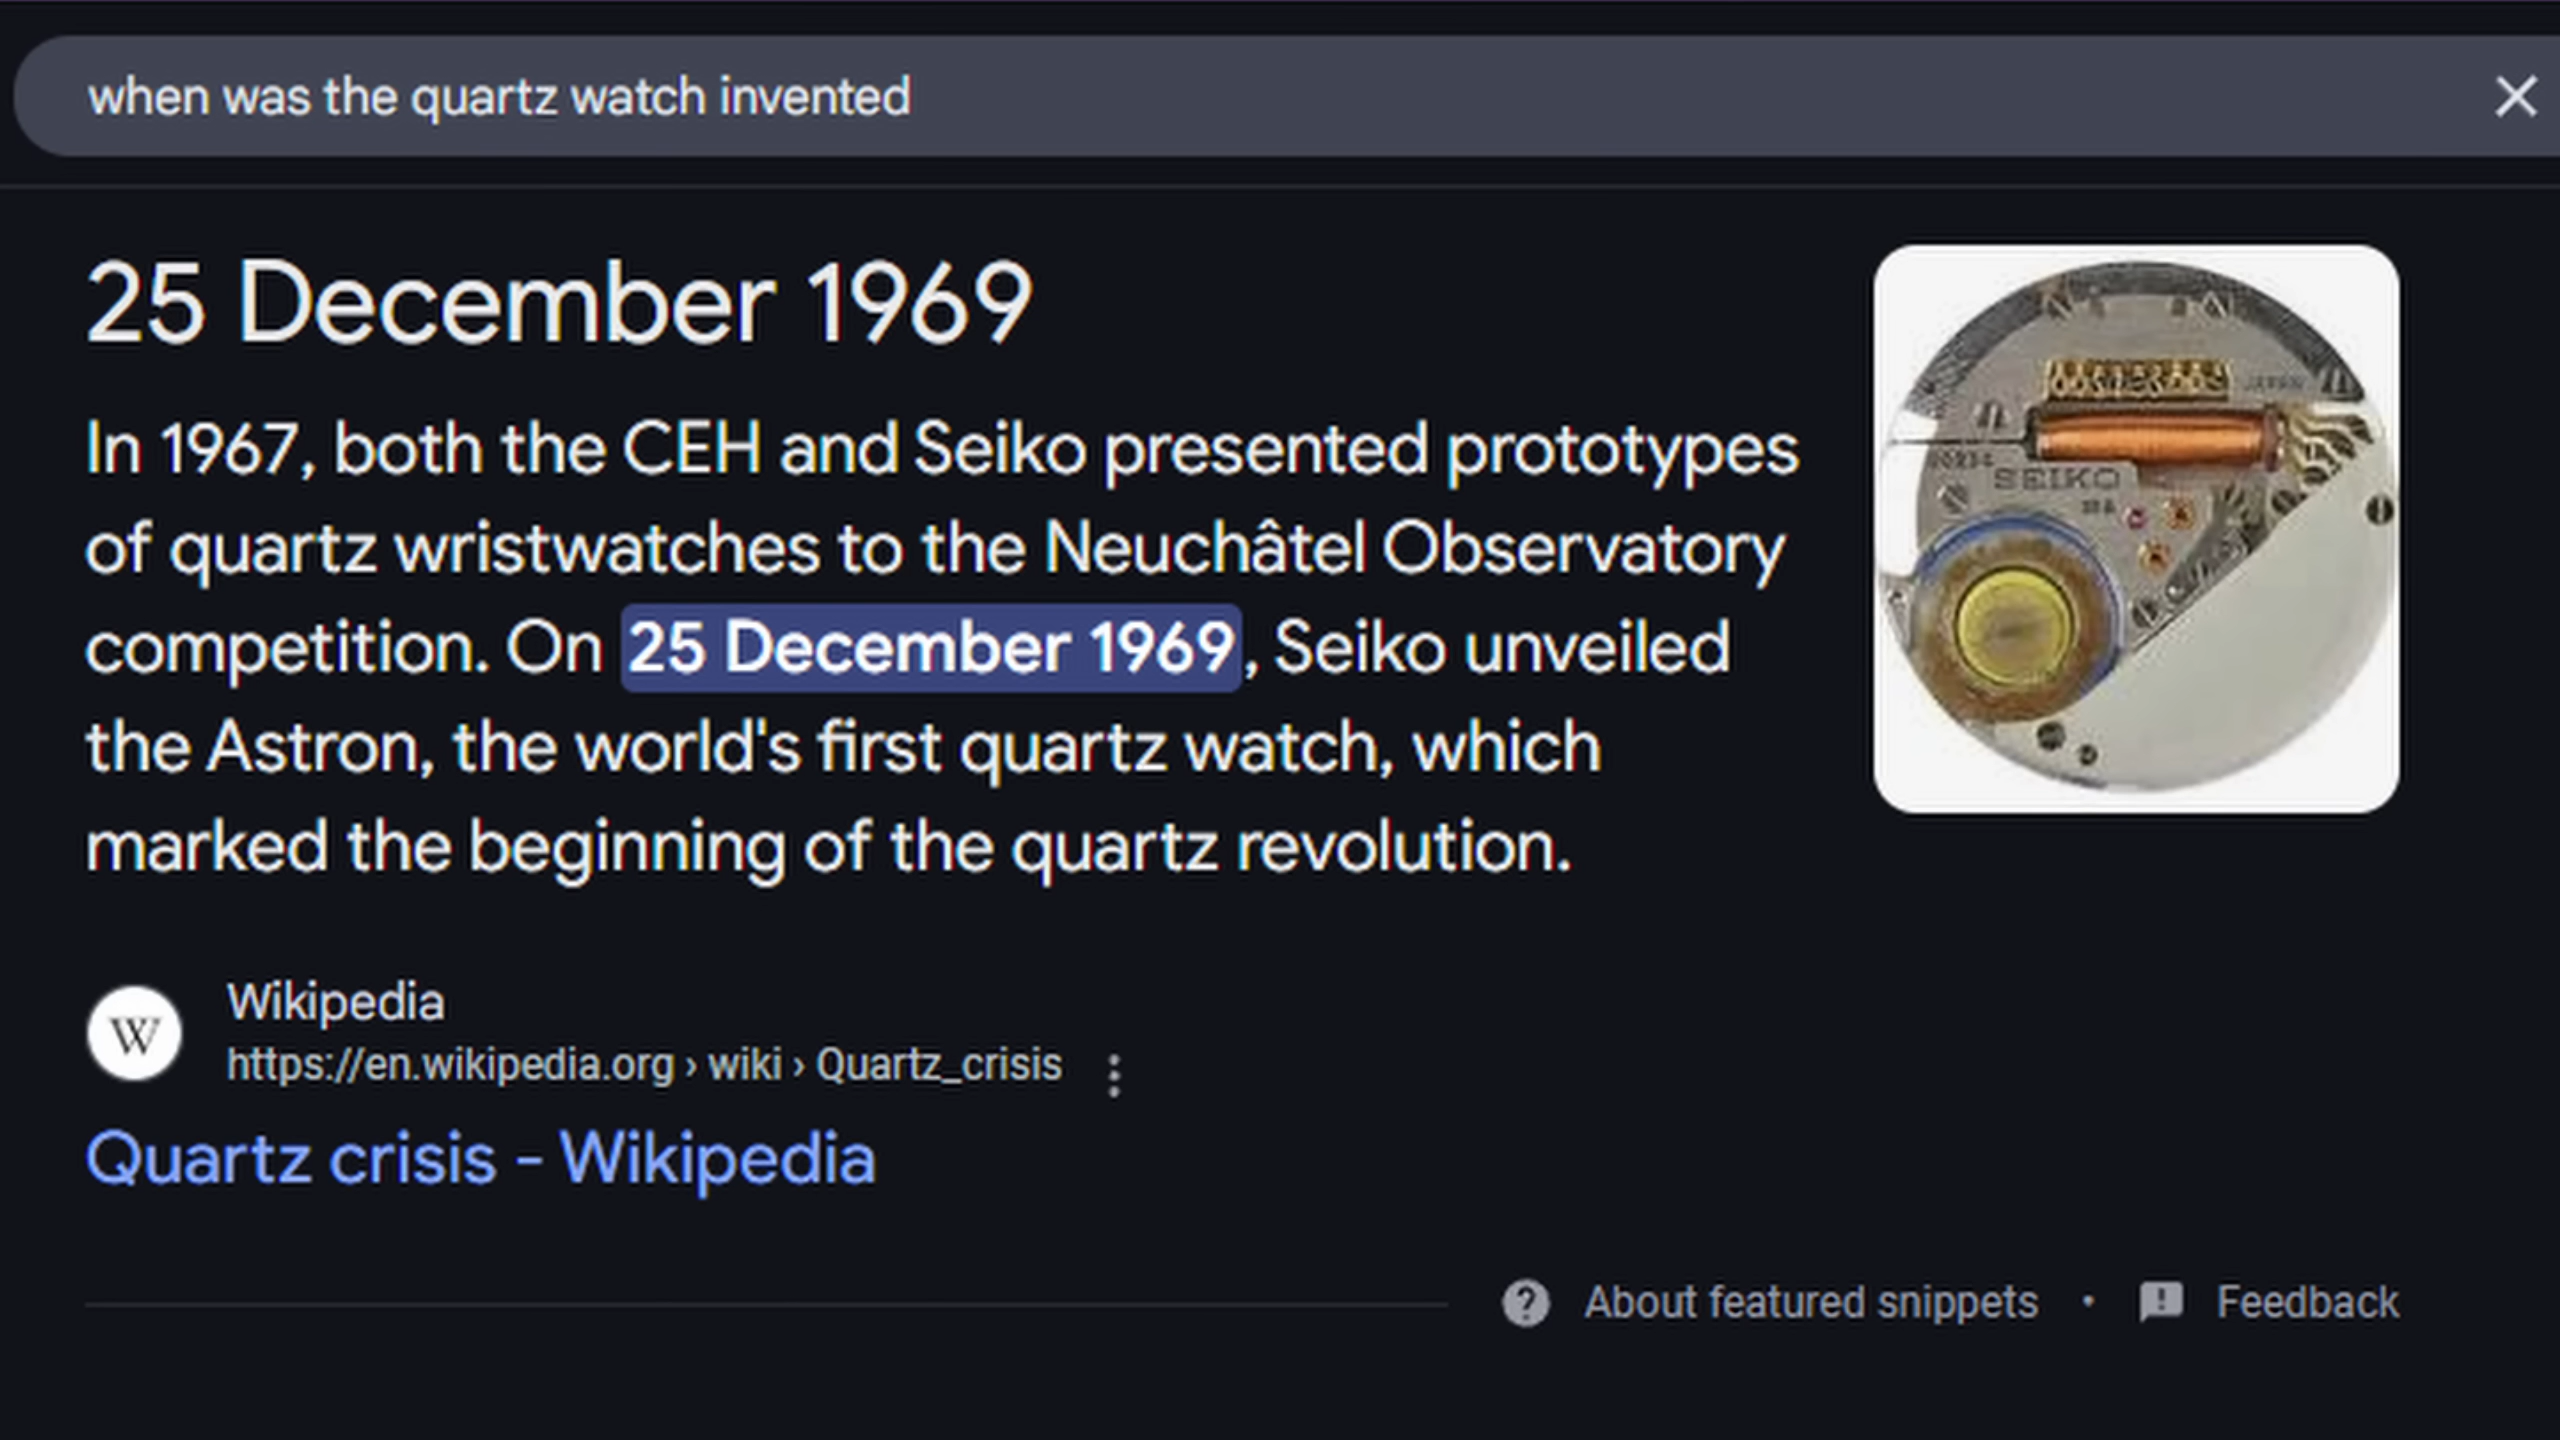 when was the quartz watch invented
25 December 1969
In 1967, both the CEH and Seiko presented prototypes
of quartz wristwatches to the Neuchâtel Observatory
competition. On 25 December 1969, Seiko unveiled
the Astron, the world's first quartz watch, which
marked the beginning of the quartz revolution.
SEIKO
W Wikipedia
https://en.wikipedia.org › wiki › Quartz_crisis
Quartz crisis - Wikipedia
About featured snippets • Feedback